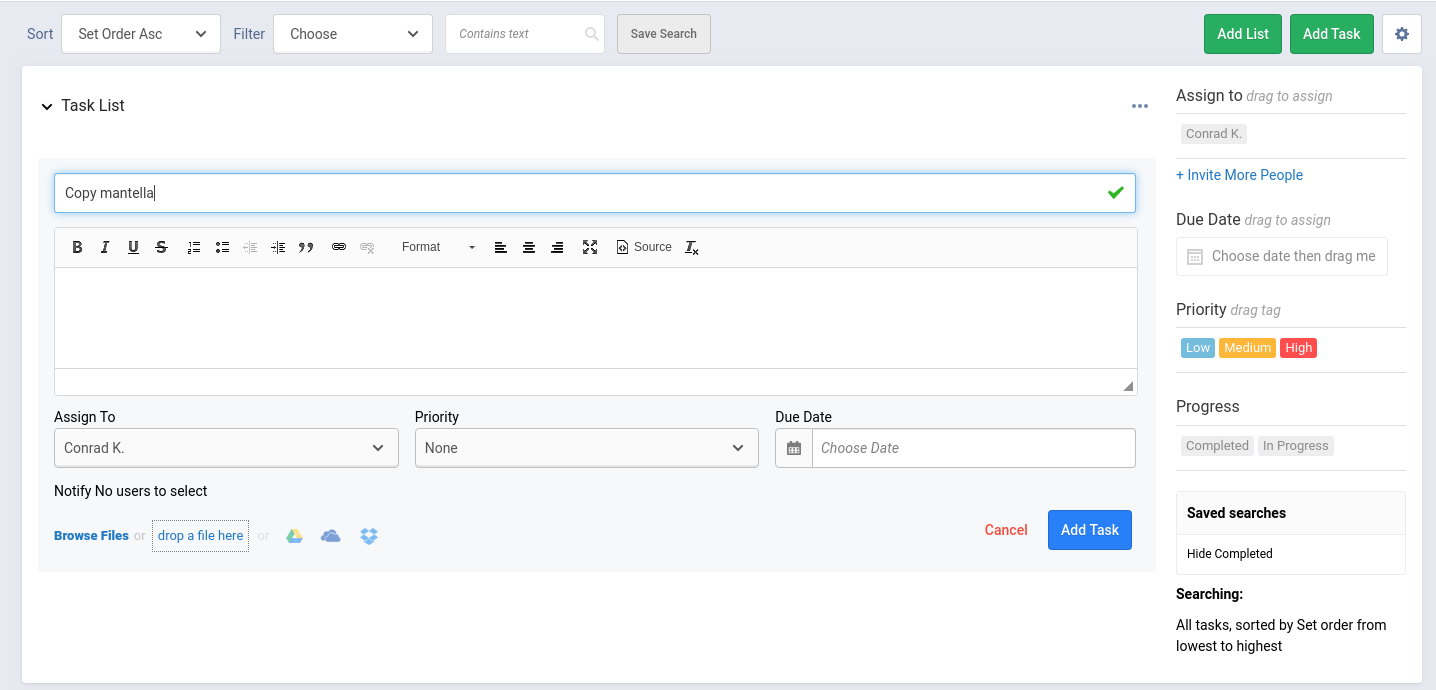 Sort Set Order Asc Filter Choose Contains text Save Search Add List Add Task
Task List
Copy mantella
Format Source
Assign To Priority Due Date
Conrad K. None Choose Date
Notify No users to select
Browse Files or drop a file here or
Cancel Add Task
Assign to drag to assign
Conrad K.
+ Invite More People
Due Date drag to assign
Choose date then drag me
Priority drag tag
Low Medium High
Progress
Completed In Progress
Saved searches
Hide Completed
Searching:
All tasks, sorted by Set order from
lowest to highest